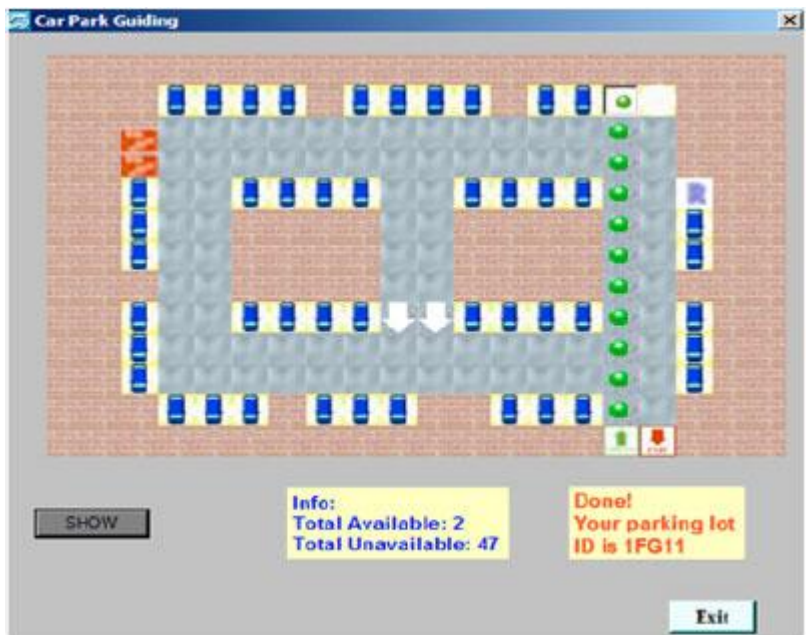 Car Park Guiding
R
SHOW
Info:
Total Available: 2
Total Unavailable: 47
Done!
Your parking lot
ID is 1FG11
Exit